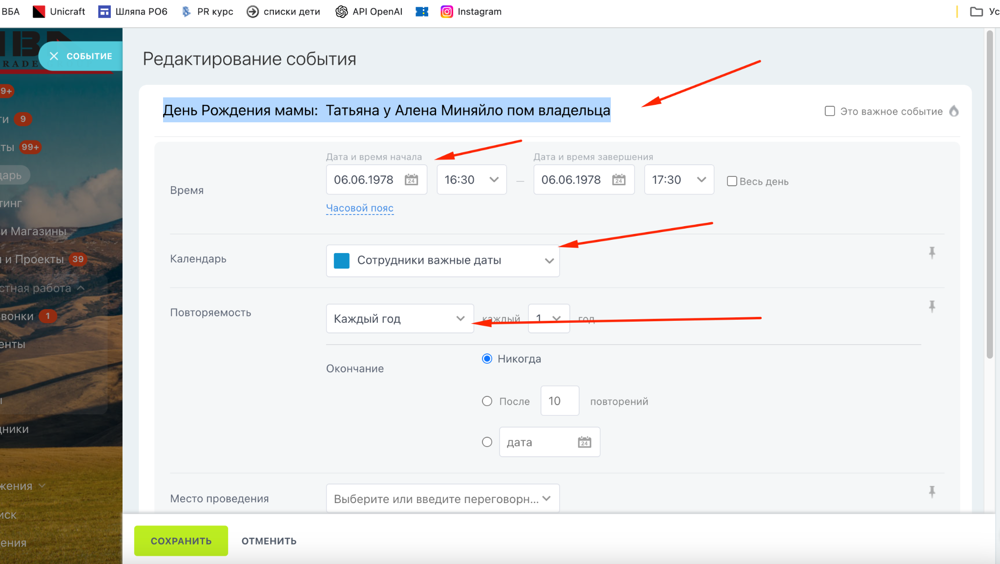 ВБА Unicraft Шляпа РО6 PR курс списки дети API OpenAI Instagram Ус
RADE
× СОБЫТИЕ
Редактирование события
9+
День Рождения мамы: Татьяна у Алена Миняйло пом владельца
Это важное событие
ти 9
кты 99+
Дата и время начала
Дата и время завершения
дарь
Время
06.06.1978 24 16:30 — 06.06.1978 24 17:30 Весь день
тинг
Часовой пояс
и Магазины
и Проекты 39
Календарь
Сотрудники важные даты
стная работа
вонки 1
Повторяемость
Каждый год каждый 1 год
енты
Окончание
Никогда
После 10 повторений
дники
дата 24
жения
Место проведения
Выберите или введите переговорн...
иск
ения
СОХРАНИТЬ ОТМЕНИТЬ